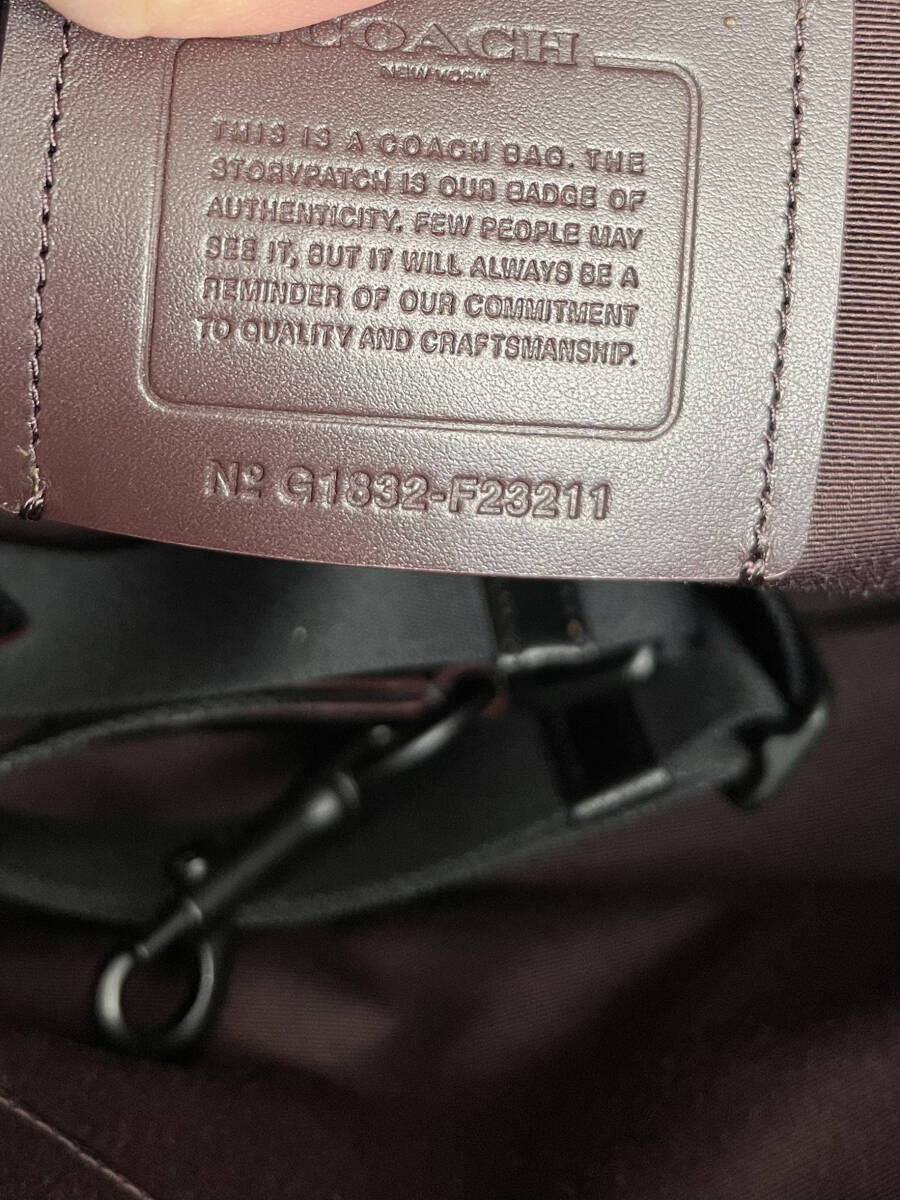 COACH
NEW YORK
THIS IS A COACH BAG. THE
STORYPATCH IS OUR BADGE OF
AUTHENTICITY. FEW PEOPLE MAY
SEE IT, BUT IT WILL ALWAYS BE A
REMINDER OF OUR COMMITMENT
TO QUALITY AND CRAFTSMANSHIP.
Nº G1832-F23211